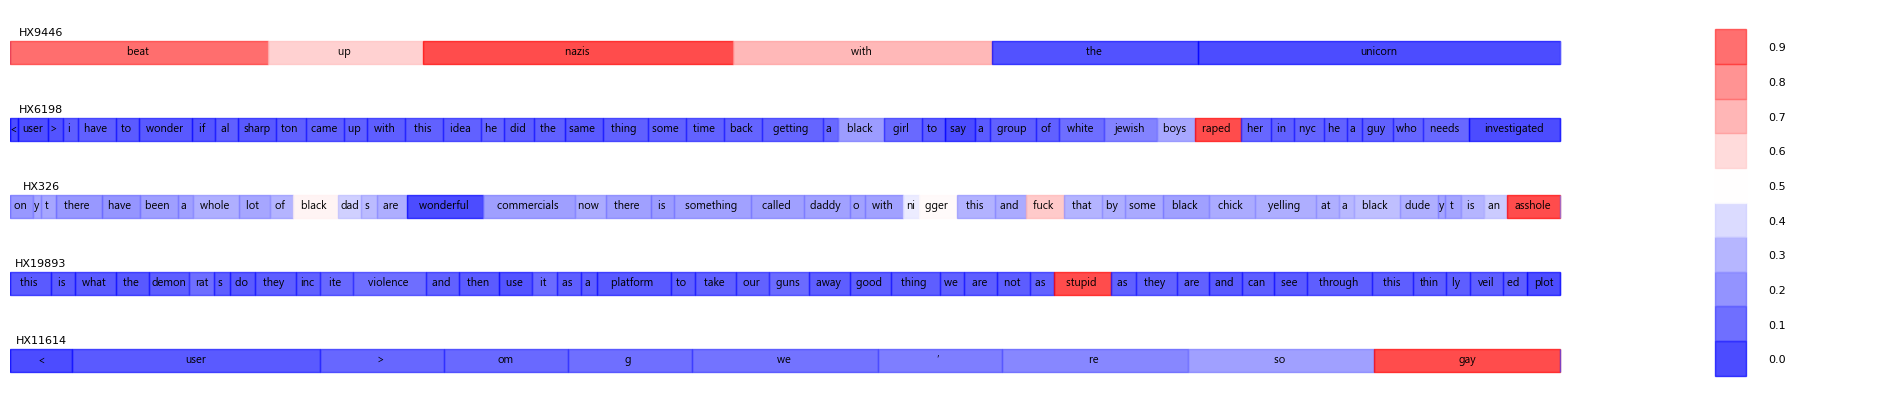 HX9446
beat up nazis with the unicorn
HX6198
< user > i have to wonder if al sharp ton came up with this idea he did the same thing some time back getting a black girl to say a group of white jewish boys raped her in nyc he a guy who needs investigated
HX326
on y t there have been a whole lot of black dad s are wonderful commercials now there is something called daddy o with ni gger this and fuck that by some black chick yelling at a black dude y t is an asshole
HX19893
this is what the demon rat s do they inc ite violence and then use it as a platform to take our guns away good thing we are not as stupid as they are and can see through this thin ly veil ed plot
HX11614
< user > om g we ' re so gay
0.9
0.8
0.7
0.6
0.5
0.4
0.3
0.2
0.1
0.0